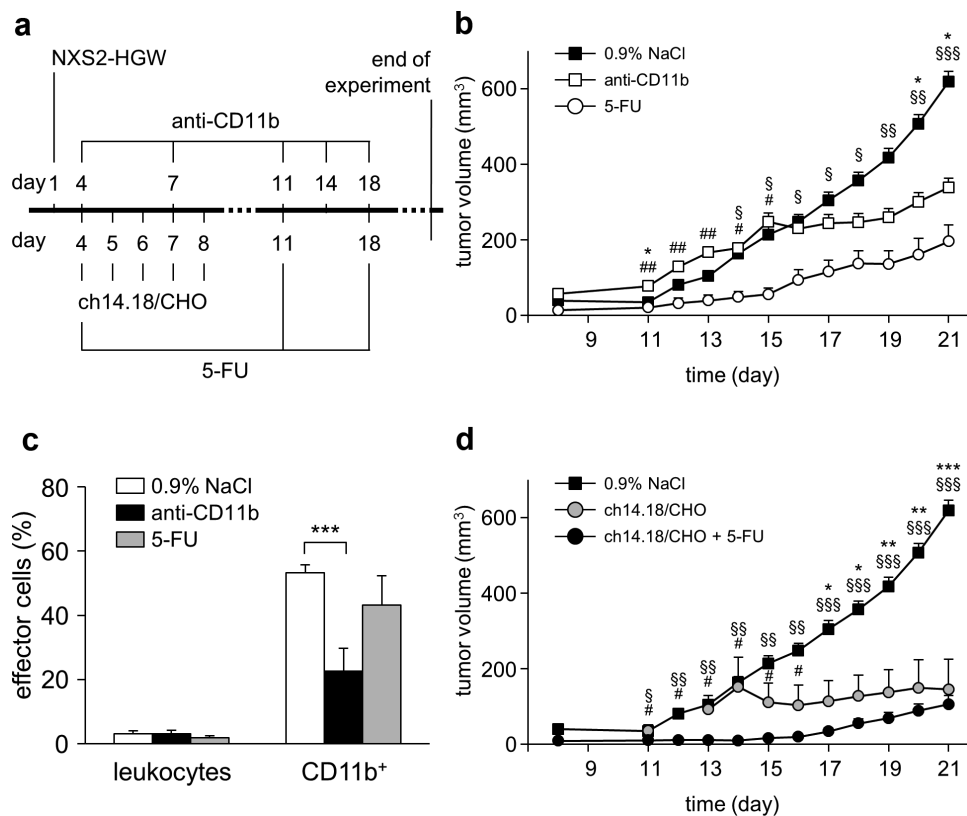 a
NXS2-HGW
end of
experiment
anti-CD11b
day 1 4 7 11 14 18
day 4 5 6 7 8 11 18
ch14.18/CHO
5-FU
b
0.9% NaCl
anti-CD11b
5-FU
tumor volume (mm³)
600
400
200
0
## ## ## # #
* § § § § § §§ §§ §§§
* *
9 11 13 15 17 19 21
time (day)
c
0.9% NaCl
anti-CD11b
5-FU
effector cells (%)
80
60
40
20
0
***
leukocytes CD11b⁺
d
0.9% NaCl
ch14.18/CHO
ch14.18/CHO + 5-FU
tumor volume (mm³)
600
400
200
0
§ §§ §§ §§ §§ §§ §§§ §§§ §§§ §§§ §§§
# # # # # #
* * ** ** ***
9 11 13 15 17 19 21
time (day)